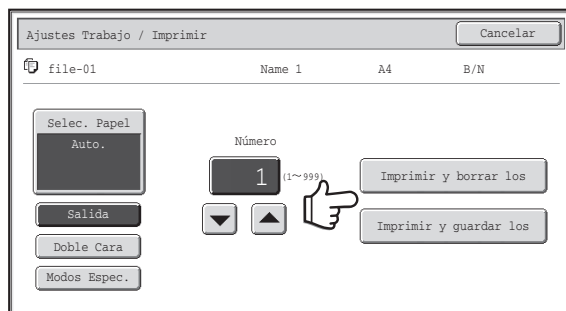 Ajustes Trabajo / Imprimir
Cancelar
file-01 Name 1 A4 B/N
Selec. Papel
Auto.
Número
1 (1~999)
Imprimir y borrar los
Salida
Imprimir y guardar los
Doble Cara
Modos Espec.